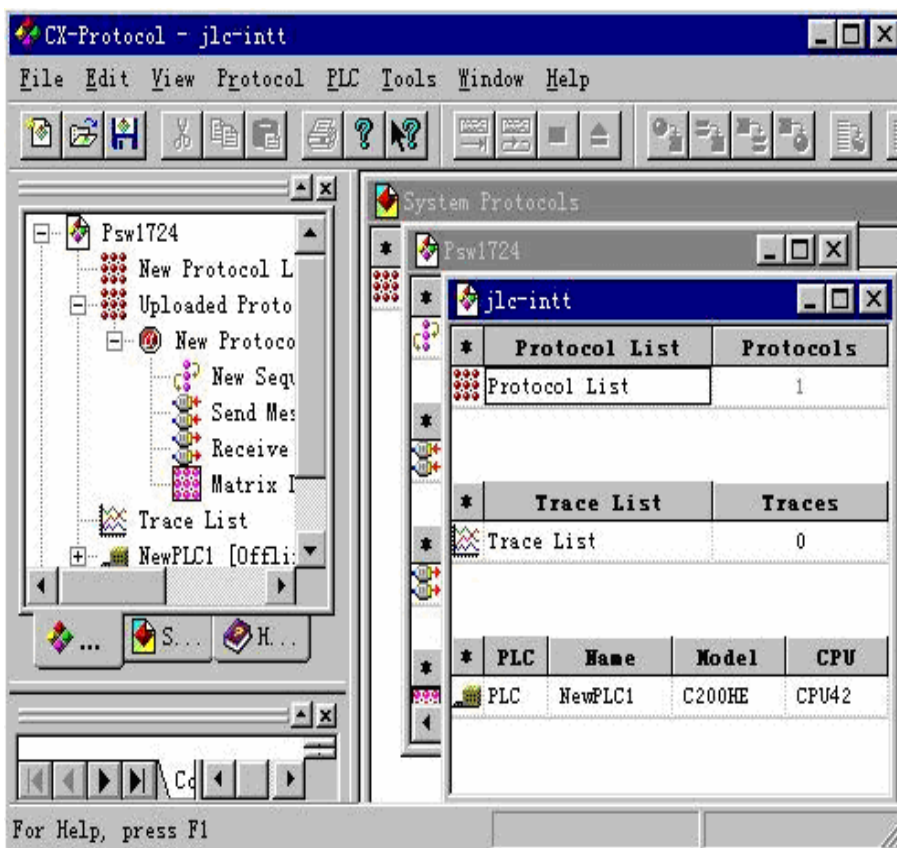 CX-Protocol - jlc-intt
File Edit View Protocol PLC Tools Window Help
Psw1724
New Protocol L
Uploaded Proto
New Protoco
New Sequ
Send Mes
Receive
Matrix I
Trace List
NewPLC1 [Offli:
... S... H...
Co
System Protocols
Psw1724
jlc-intt
* Protocol List Protocols
Protocol List 1
* Trace List Traces
Trace List 0
* PLC Name Model CPU
PLC NewPLC1 C200HE CPU42
For Help, press F1